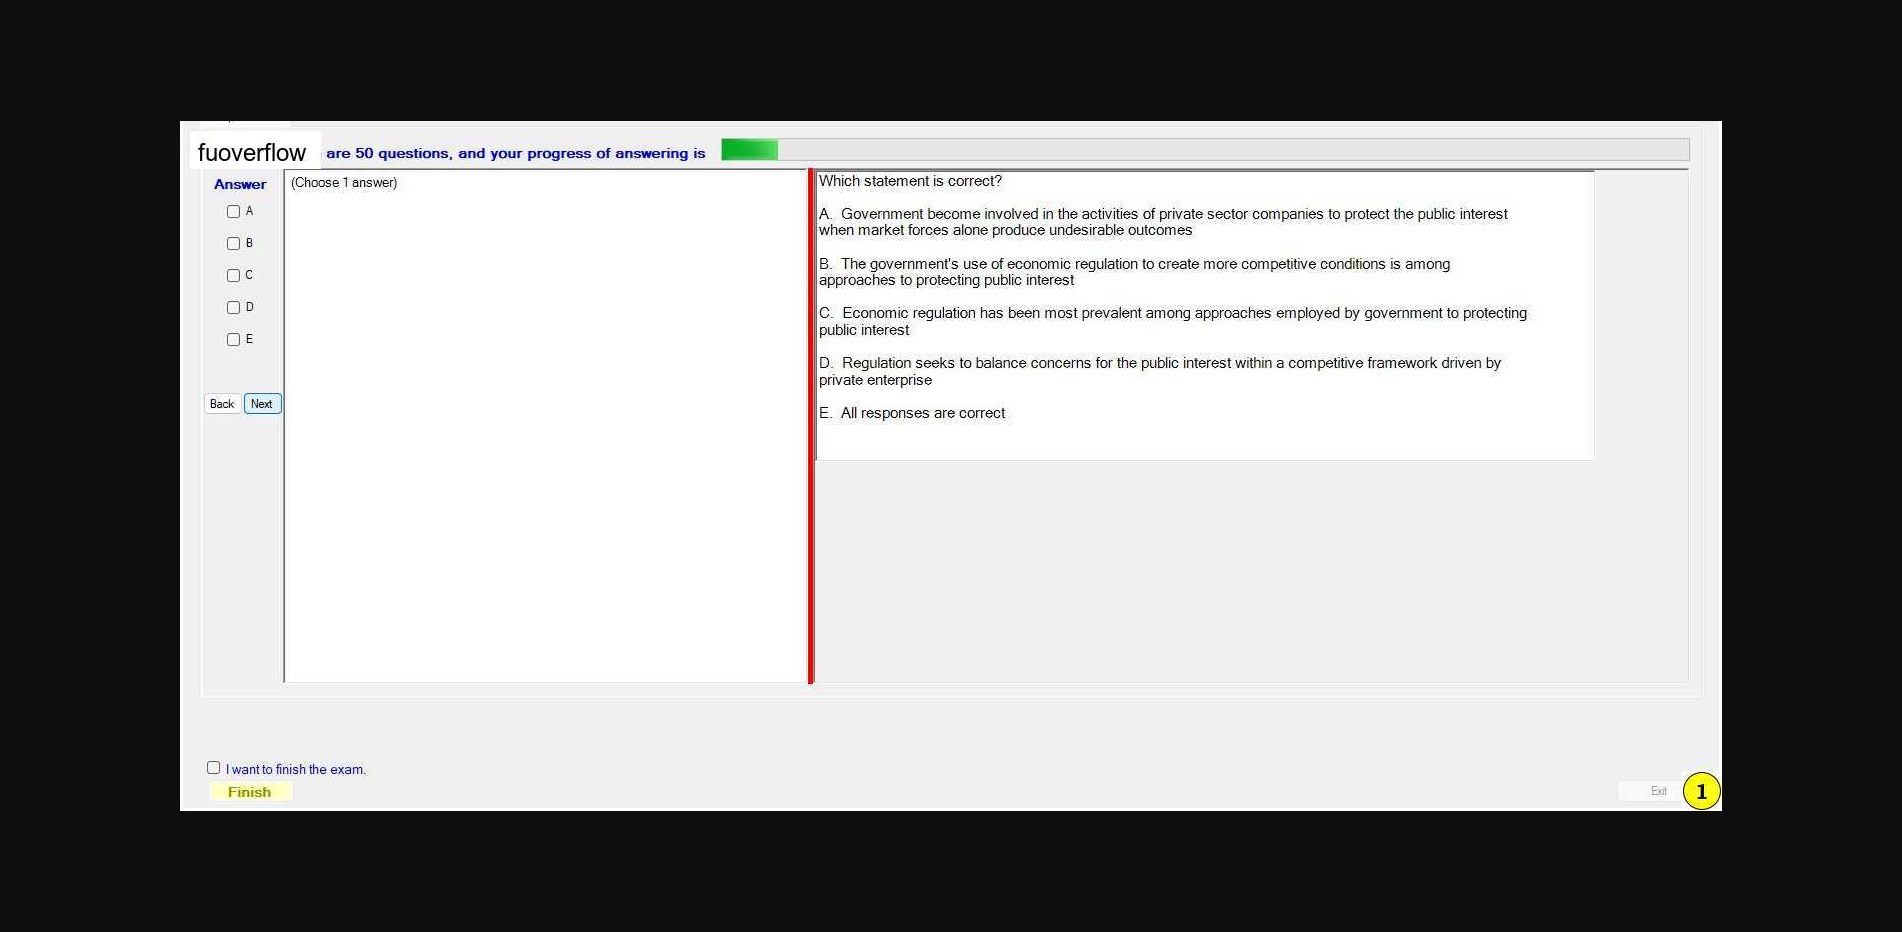 fuoverflow are 50 questions, and your progress of answering is
Answer
A
B
C
D
E
Back Next
(Choose 1 answer)
Which statement is correct?
A. Government become involved in the activities of private sector companies to protect the public interest
when market forces alone produce undesirable outcomes
B. The government's use of economic regulation to create more competitive conditions is among
approaches to protecting public interest
C. Economic regulation has been most prevalent among approaches employed by government to protecting
public interest
D. Regulation seeks to balance concerns for the public interest within a competitive framework driven by
private enterprise
E. All responses are correct
I want to finish the exam.
Finish
Exit
1